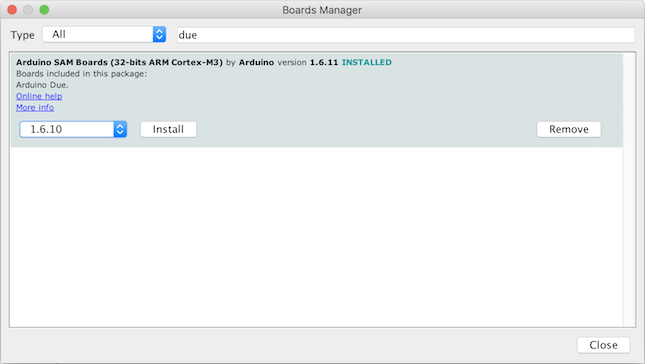 Boards Manager
Type All due
Arduino SAM Boards (32-bits ARM Cortex-M3) by Arduino version 1.6.11 INSTALLED
Boards included in this package:
Arduino Due.
Online help
More info
1.6.10 Install Remove
Close